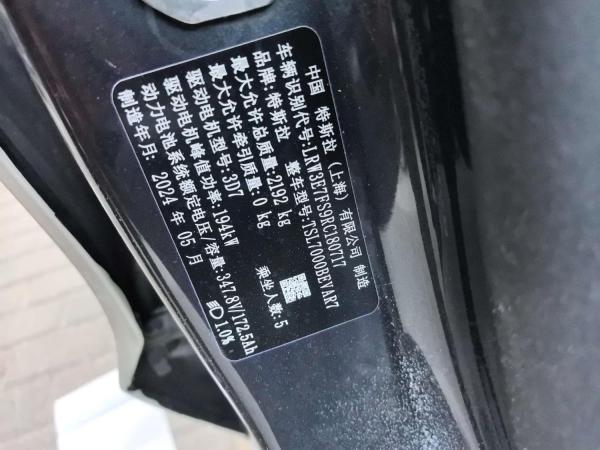 中国 特斯拉（上海）有限公司 制造
车辆识别代号:LRW3E7FS9RC180717
品牌:特斯拉 整车型号:TSL7000BEVAR7
最大允许总质量:2192 kg
最大允许牵引质量:0 kg 乘坐人数:5
驱动电机型号:3D7
驱动电机峰值功率:194kW
动力电池系统额定电压/容量:347.8V/172.5Ah
制造年月: 2024 年 05 月 1.0%